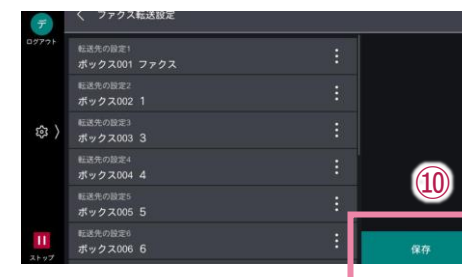 デ
ログアウト
ファクス転送設定
転送先の設定1
ボックス001 ファクス
転送先の設定2
ボックス002 1
転送先の設定3
ボックス003 3
転送先の設定4
ボックス004 4
転送先の設定5
ボックス005 5
転送先の設定6
ボックス006 6
ストップ
⑩
保存